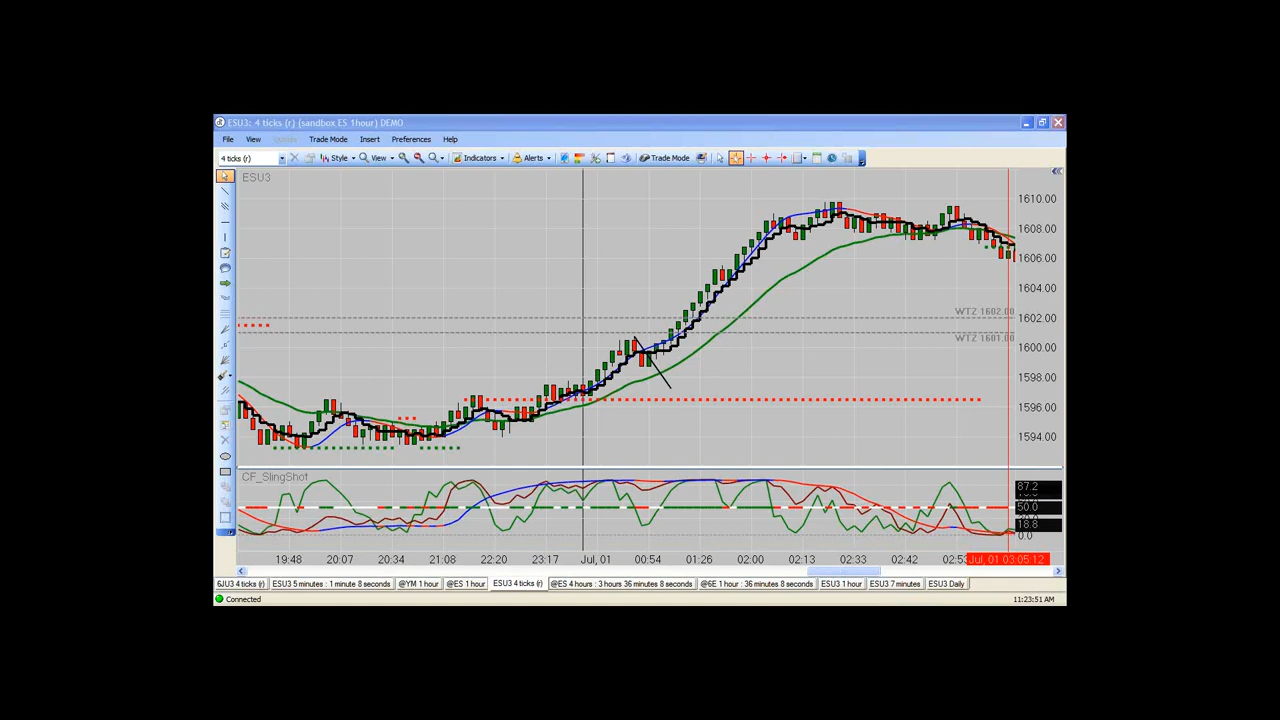 ESU3: 4 ticks (r) (sandbox ES 1hour) DEMO
File View Trade Mode Insert Preferences Help
4 ticks (r) Style View Indicators Alerts Trade Mode
ESU3
1610.00
1608.00
1606.00
1604.00
WTZ 1602.00 1602.00
WTZ 1601.00
1600.00
1598.00
1596.00
1594.00
CF_SlingShot
87.2
50.0
18.8
0.0
19:48 20:07 20:34 21:08 22:20 23:17 Jul, 01 00:54 01:26 02:00 02:13 02:33 02:42 02:53 Jul, 01 03:05:12
6JU3 4 ticks (r) ESU3 5 minutes : 1 minute 8 seconds @YM 1 hour @ES 1 hour ESU3 4 ticks (r) @ES 4 hours : 3 hours 36 minutes 8 seconds @6E 1 hour : 36 minutes 8 seconds ESU3 1 hour ESU3 7 minutes ESU3 Daily
Connected 11:23:51 AM